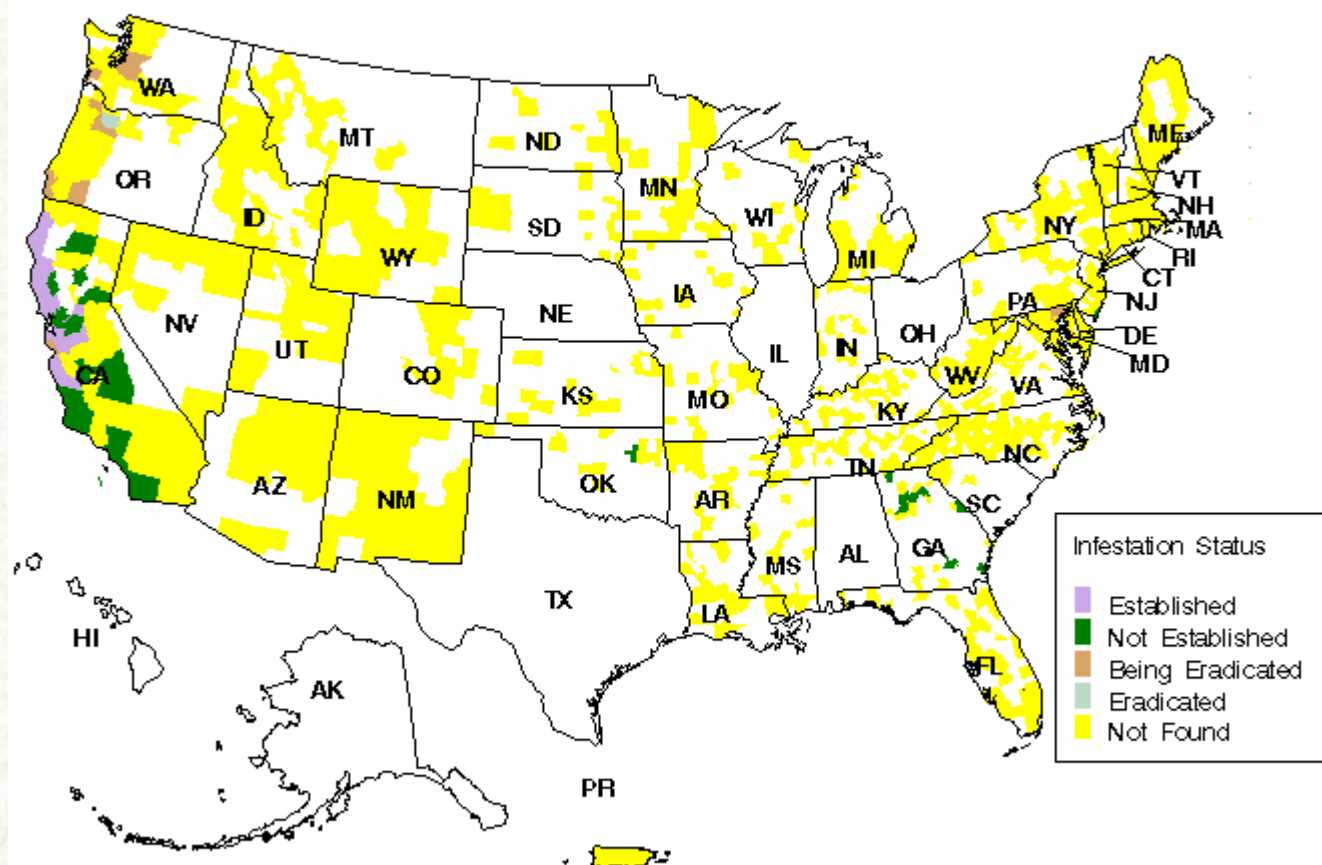 WA
MT
ND
ME
OR
MN
VT
ID
SD
WI
NY
NH
MA
WY
MI
RI
CT
IA
PA
NJ
NV
NE
OH
UT
IL
IN
DE
CA
CO
WV
MD
KS
MO
VA
KY
NC
AZ
NM
OK
AR
TN
SC
MS
AL
GA
TX
LA
HI
FL
AK
PR
Infestation Status
Established
Not Established
Being Eradicated
Eradicated
Not Found